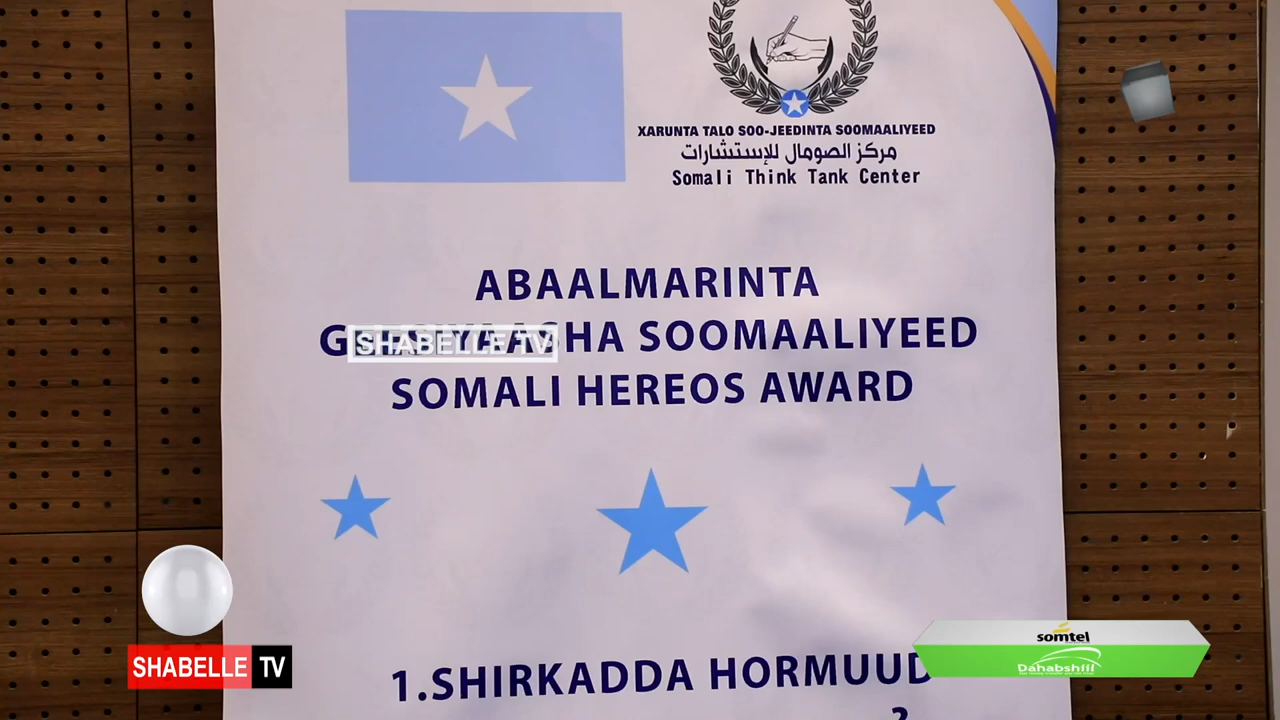 XARUNTA TALO SOO-JEEDINTA SOOMAALIYEED
مركز الصومال للإستشارات
Somali Think Tank Center
ABAALMARINTA
SOOMAALIYEED
SHABELLE TV
SOMALI HEREOS AWARD
1.SHIRKADDA HORMUUD
SHABELLE TV
somtel
Dahabshiil